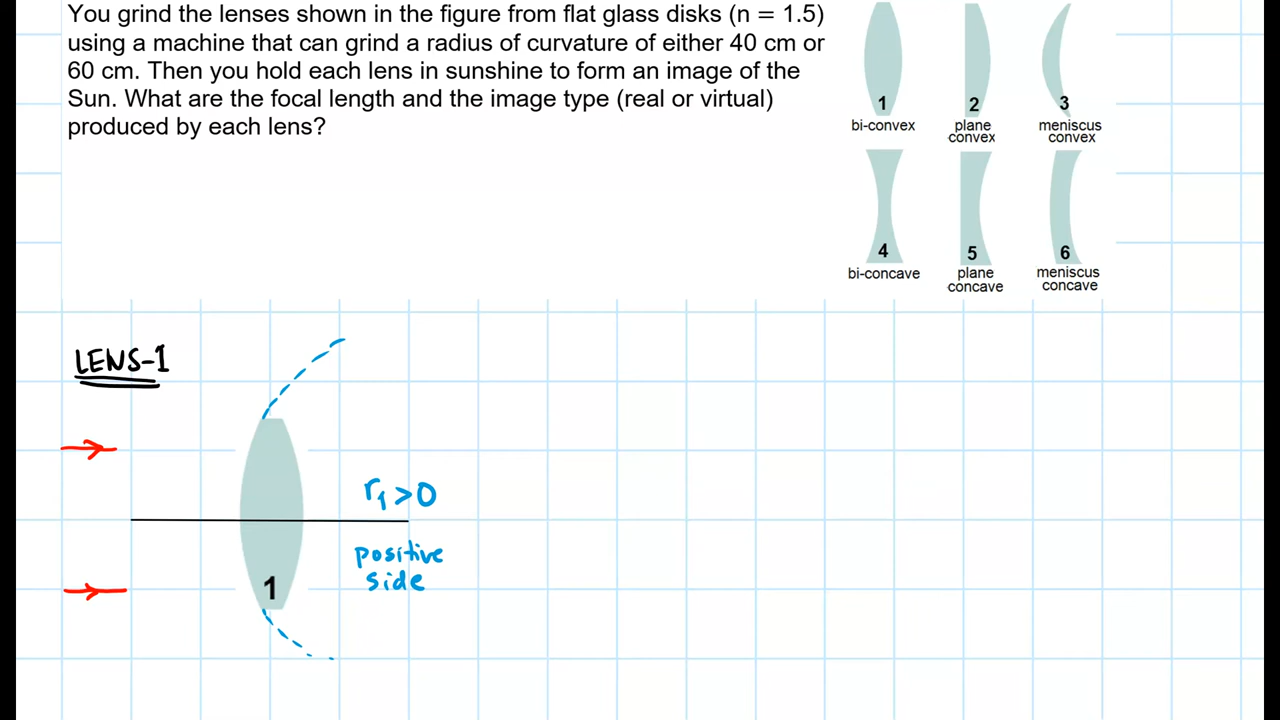 You grind the lenses shown in the figure from flat glass disks (n = 1.5)
using a machine that can grind a radius of curvature of either 40 cm or
60 cm. Then you hold each lens in sunshine to form an image of the
Sun. What are the focal length and the image type (real or virtual)
produced by each lens?
1
bi-convex
2
plane
convex
3
meniscus
convex
4
bi-concave
5
plane
concave
6
meniscus
concave
LENS-1
r₁>0
positive
side
1